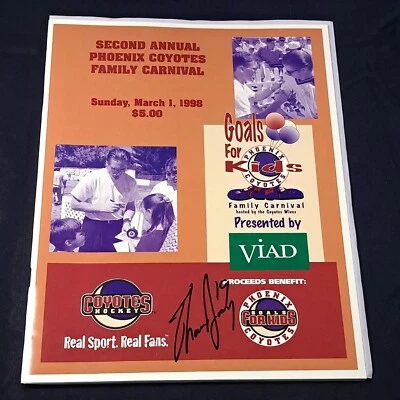 SECOND ANNUAL
PHOENIX COYOTES
FAMILY CARNIVAL
Sunday, March 1, 1998
$5.00
Goals
For
Kids
PHOENIX
COYOTES
Family Carnival
hosted by the Coyotes Wives
Presented by
VIAD
PROCEEDS BENEFIT:
COYOTES
HOCKEY
Real Sport. Real Fans.™
PHOENIX
GOALS
FOR KIDS
COYOTES